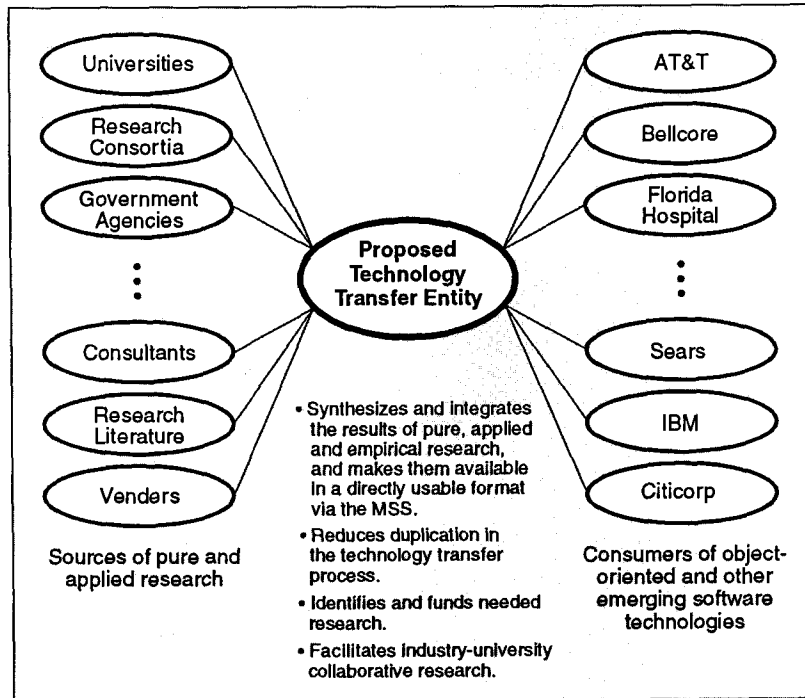 Universities
Research
Consortia
Government
Agencies
Consultants
Research
Literature
Venders
Sources of pure and
applied research
Proposed
Technology
Transfer Entity
• Synthesizes and integrates
the results of pure, applied
and empirical research,
and makes them available
in a directly usable format
via the MSS.
• Reduces duplication in
the technology transfer
process.
• Identifies and funds needed
research.
• Facilitates industry-university
collaborative research.
AT&T
Bellcore
Florida
Hospital
Sears
IBM
Citicorp
Consumers of object-
oriented and other
emerging software
technologies